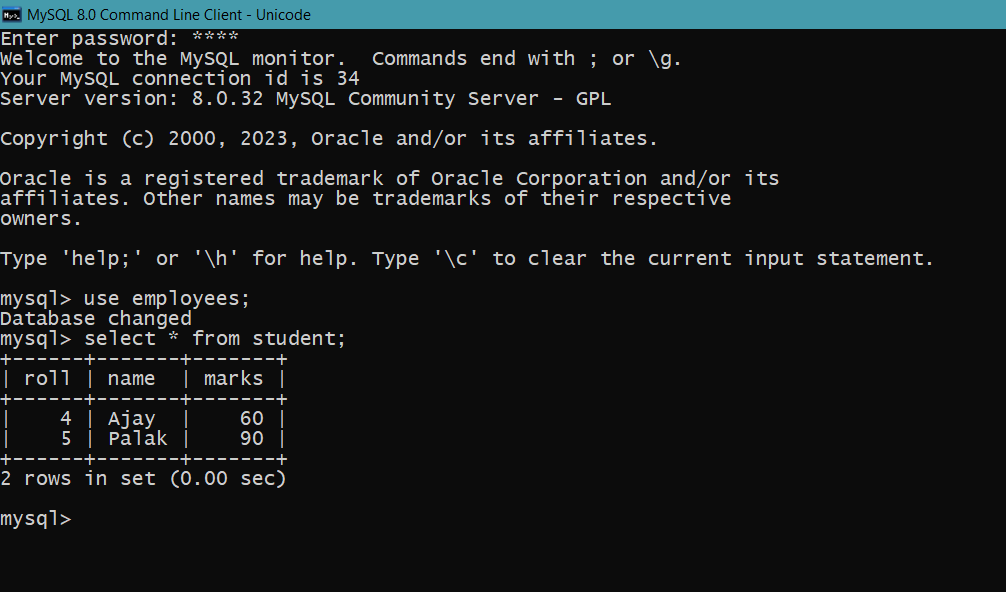 MySQL 8.0 Command Line Client - Unicode
Enter password: ****
Welcome to the MySQL monitor.  Commands end with ; or \g.
Your MySQL connection id is 34
Server version: 8.0.32 MySQL Community Server - GPL
Copyright (c) 2000, 2023, Oracle and/or its affiliates.
Oracle is a registered trademark of Oracle Corporation and/or its
affiliates. Other names may be trademarks of their respective
owners.
Type 'help;' or '\h' for help. Type '\c' to clear the current input statement.
mysql> use employees;
Database changed
mysql> select * from student;
+------+-------+-------+
| roll | name  | marks |
+------+-------+-------+
|    4 | Ajay  |    60 |
|    5 | Palak |    90 |
+------+-------+-------+
2 rows in set (0.00 sec)
mysql>